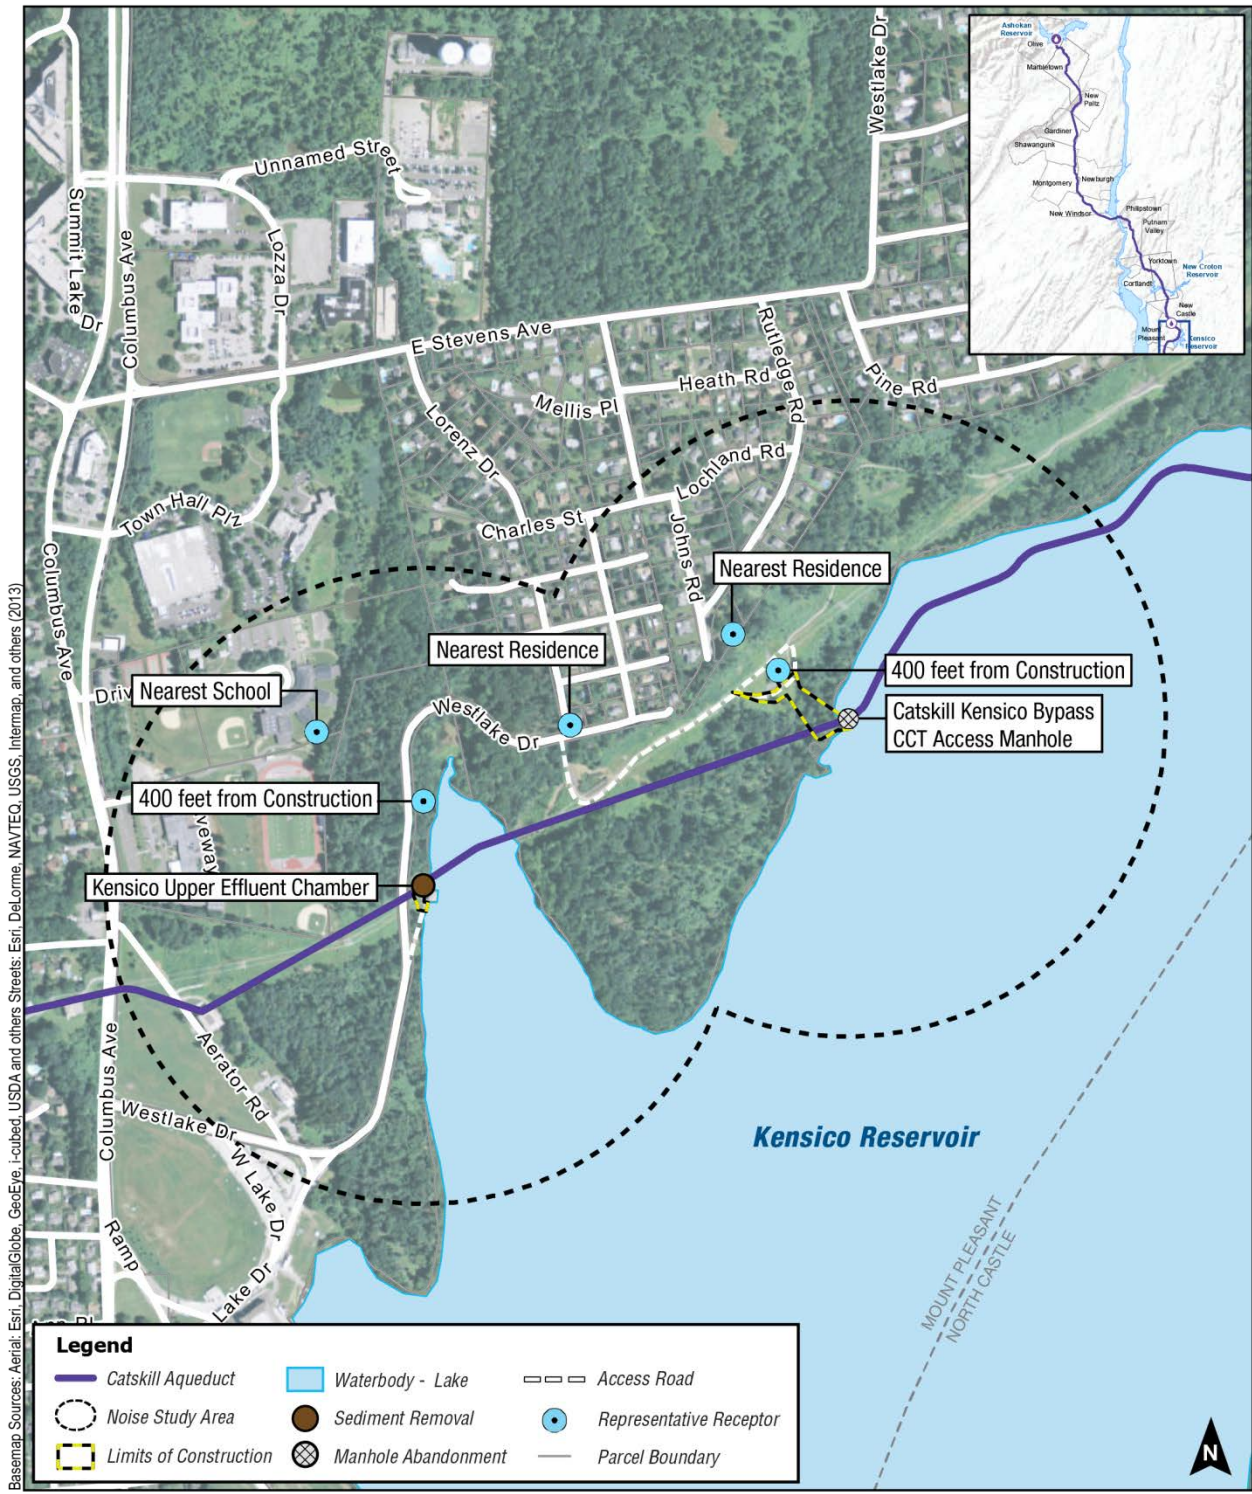 Westlake Dr
Ashokan
Reservoir
Olive
Marbletown
New
Paltz
Gardiner
Shawangunk
Montgomery
Newburgh
New Windsor
Philipstown
Putnam
Valley
Yorktown
New Croton
Reservoir
Cortlandt
New
Castle
Mount
Pleasant
Kensico
Reservoir
Unnamed Street
Summit Lake Dr
Columbus Ave
Lozza Dr
E Stevens Ave
Rutledge Rd
Pine Rd
Heath Rd
Mellis Pl
Lorenz Dr
Lochland Rd
Charles St
Johns Rd
Town Hall Plz
Columbus Ave
Nearest Residence
Nearest Residence
400 feet from Construction
Nearest School
Westlake Dr
Catskill Kensico Bypass
CCT Access Manhole
400 feet from Construction
Kensico Upper Effluent Chamber
Columbus Ave
Aerator Rd
Westlake Dr
W Lake Dr
Kensico Reservoir
Ramp
Lake Dr
MOUNT PLEASANT
NORTH CASTLE
Legend
Catskill Aqueduct
Waterbody - Lake
Access Road
Noise Study Area
Sediment Removal
Representative Receptor
Limits of Construction
Manhole Abandonment
Parcel Boundary
N
Basemap Sources: Aerial: Esri, DigitalGlobe, GeoEye, i-cubed, USDA and others Streets: Esri, DeLorme, NAVTEQ, USGS, Intermap, and others (2013)